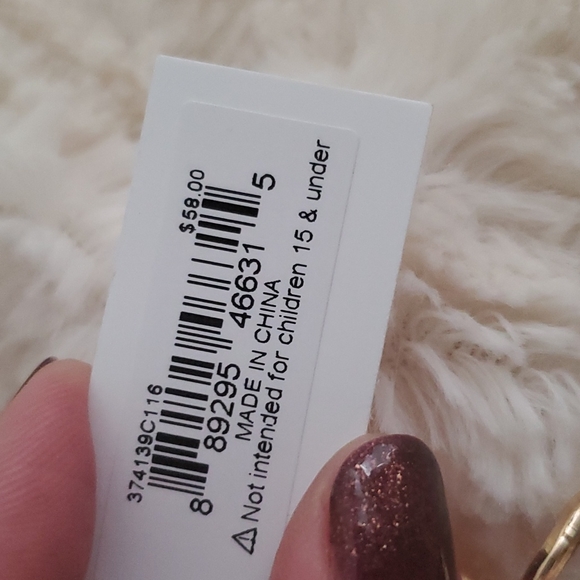 $58.00
374139C116
8 89295 46631 5
MADE IN CHINA
⚠Not intended for children 15 & under